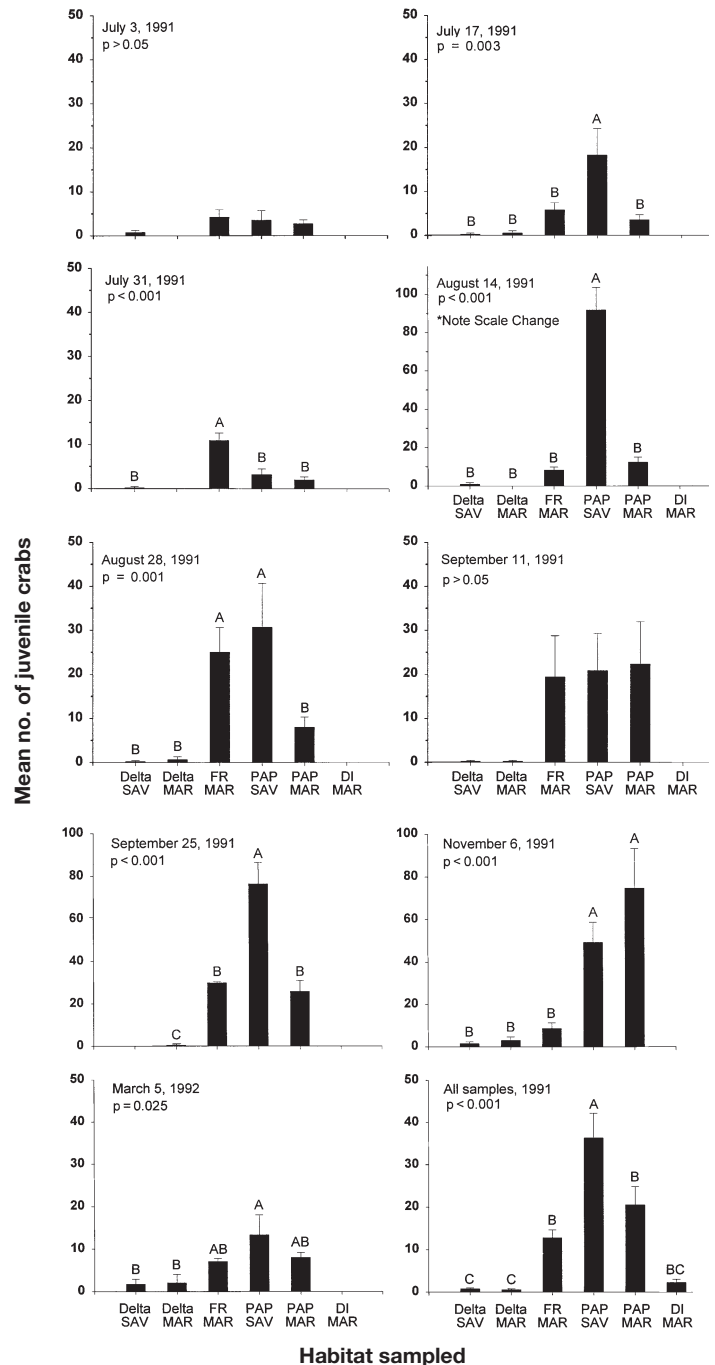 July 3, 1991
p > 0.05
50
40
30
20
10
0
July 17, 1991
p = 0.003
50
40
30
20
10
0
B
B
B
A
B
July 31, 1991
p < 0.001
50
40
30
20
10
0
B
A
B
B
August 14, 1991
p < 0.001
*Note Scale Change
100
80
60
40
20
0
B
B
B
A
B
Delta SAV
Delta MAR
FR MAR
PAP SAV
PAP MAR
DI MAR
Mean no. of juvenile crabs
August 28, 1991
p = 0.001
50
40
30
20
10
0
B
B
A
A
B
Delta SAV
Delta MAR
FR MAR
PAP SAV
PAP MAR
DI MAR
September 11, 1991
p > 0.05
50
40
30
20
10
0
Delta SAV
Delta MAR
FR MAR
PAP SAV
PAP MAR
DI MAR
September 25, 1991
p < 0.001
100
80
60
40
20
0
C
B
A
B
November 6, 1991
p < 0.001
100
80
60
40
20
0
B
B
B
A
A
March 5, 1992
p = 0.025
50
40
30
20
10
0
B
B
AB
A
AB
Delta SAV
Delta MAR
FR MAR
PAP SAV
PAP MAR
DI MAR
All samples, 1991
p < 0.001
50
40
30
20
10
0
C
C
B
A
B
BC
Delta SAV
Delta MAR
FR MAR
PAP SAV
PAP MAR
DI MAR
Habitat sampled